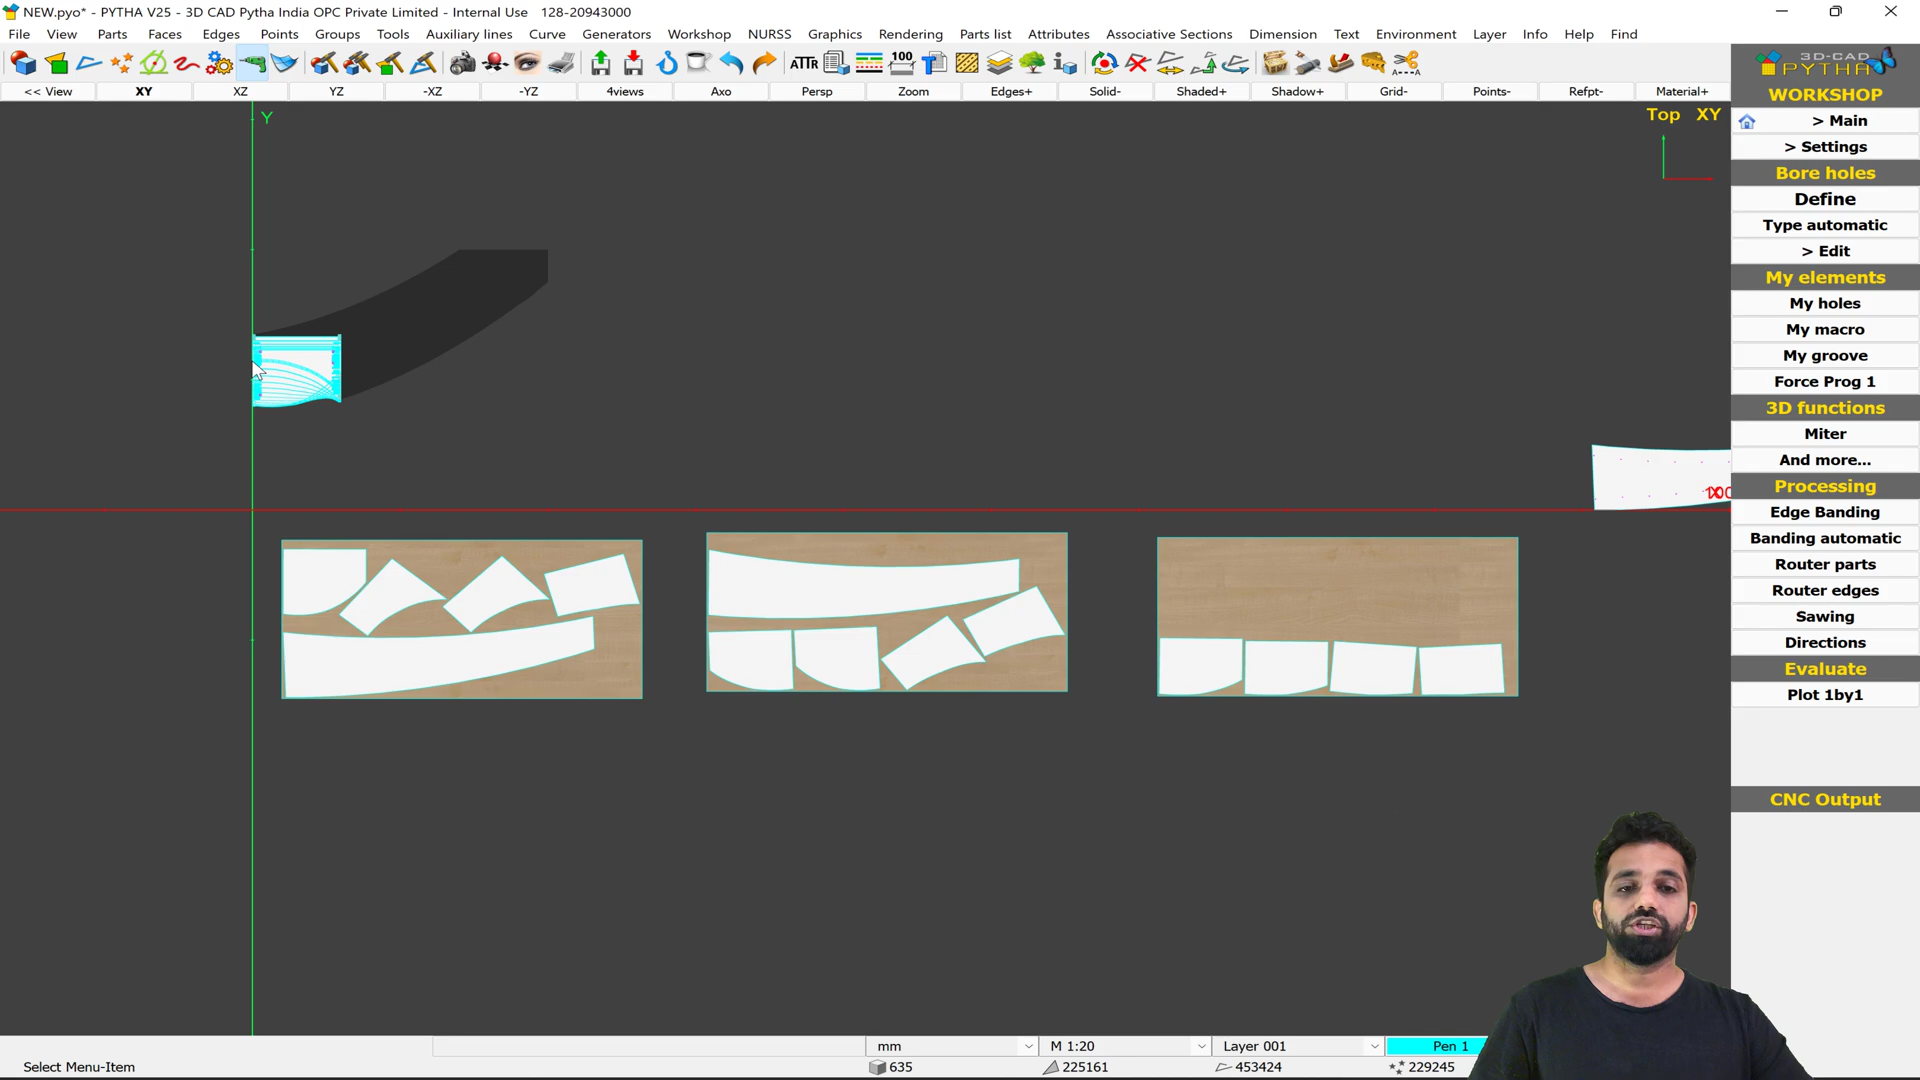 NEW.pyo* - PYTHA V25 - 3D CAD Pytha India OPC Private Limited - Internal Use 128-20943000
File View Parts Faces Edges Points Groups Tools Auxiliary lines Curve Generators Workshop NURSS Graphics Rendering Parts list Attributes Associative Sections Dimension Text Environment Layer Info Help Find
ATTR 100
<< View XY XZ YZ -XZ -YZ 4views Axo Persp Zoom Edges+ Solid- Shaded+ Shadow+ Grid- Points- Refpt- Material+
3D-CAD
PYTHA
WORKSHOP
> Main
> Settings
Bore holes
Define
Type automatic
> Edit
My elements
My holes
My macro
My groove
Force Prog 1
3D functions
Miter
And more...
Processing
Edge Banding
Banding automatic
Router parts
Router edges
Sawing
Directions
Evaluate
Plot 1by1
CNC Output
Y
Top XY
mm M 1:20 Layer 001 Pen 1
Select Menu-Item 635 225161 453424 229245